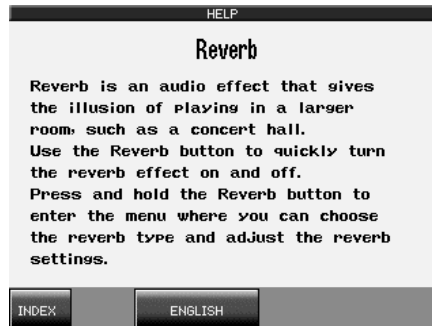 HELP
Reverb
Reverb is an audio effect that gives
the illusion of playing in a larger
room, such as a concert hall.
Use the Reverb button to quickly turn
the reverb effect on and off.
Press and hold the Reverb button to
enter the menu where you can choose
the reverb type and adjust the reverb
settings.
INDEX
ENGLISH